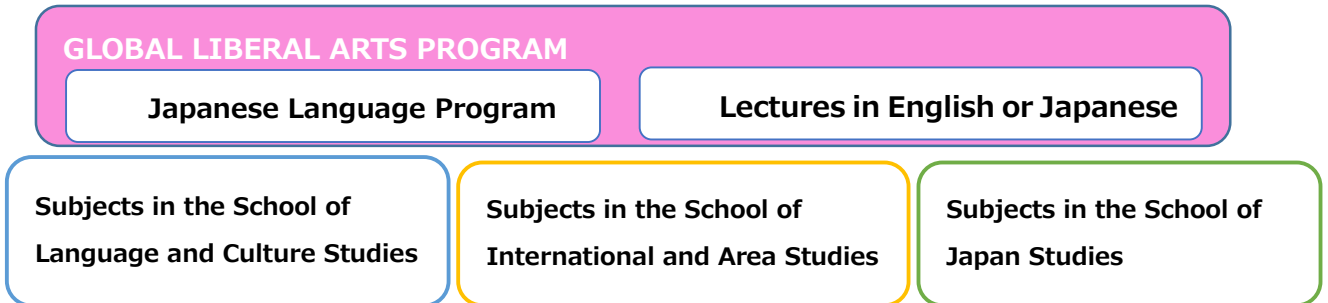 GLOBAL LIBERAL ARTS PROGRAM
Japanese Language Program
Lectures in English or Japanese
Subjects in the School of
Language and Culture Studies
Subjects in the School of
International and Area Studies
Subjects in the School of
Japan Studies